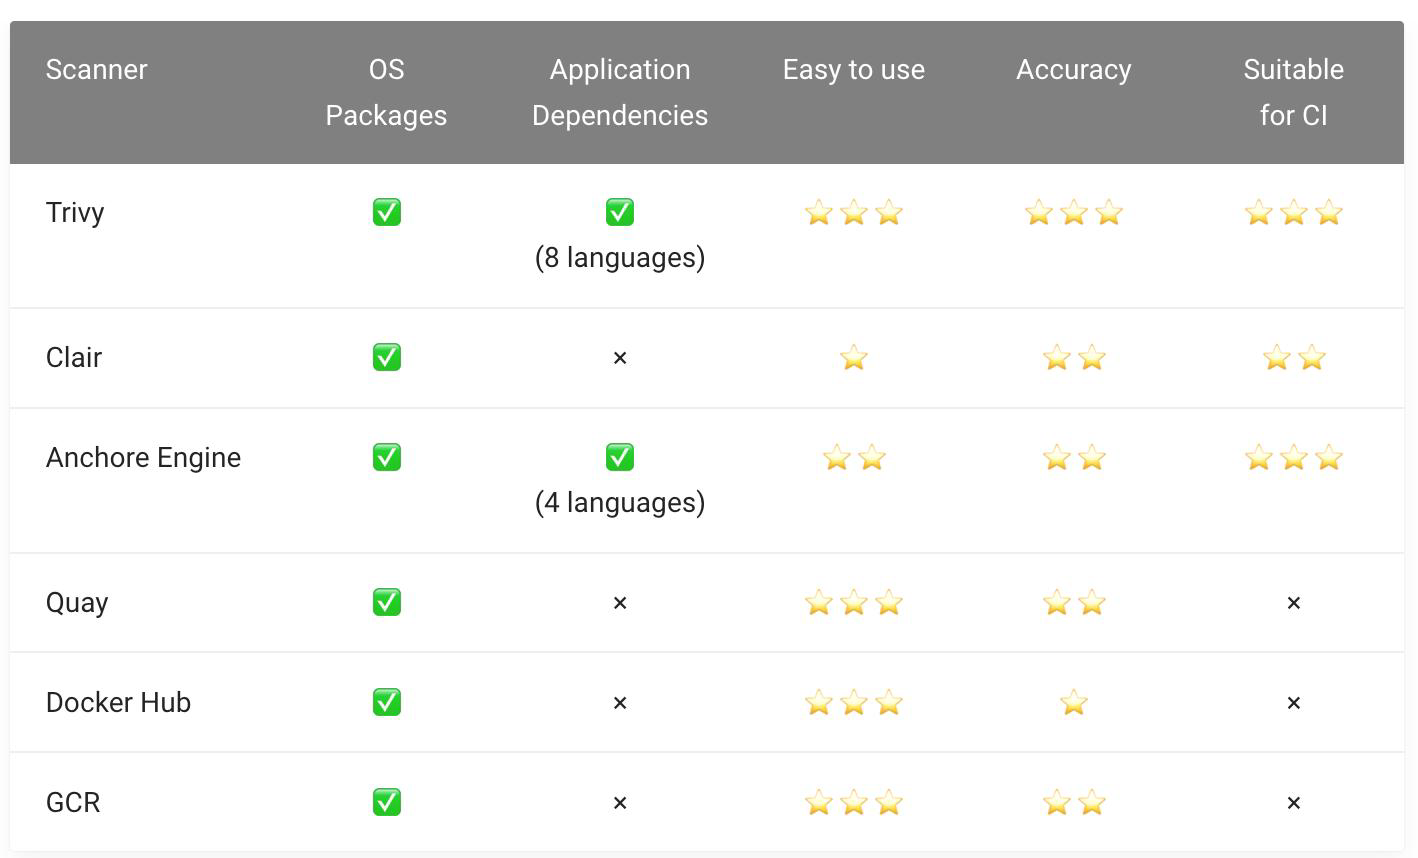 Scanner OS Application Easy to use Accuracy Suitable
Packages Dependencies for CI
Trivy ✅ ✅ ⭐⭐⭐ ⭐⭐⭐ ⭐⭐⭐
(8 languages)
Clair ✅ × ⭐ ⭐⭐ ⭐⭐
Anchore Engine ✅ ✅ ⭐⭐ ⭐⭐ ⭐⭐⭐
(4 languages)
Quay ✅ × ⭐⭐⭐ ⭐⭐ ×
Docker Hub ✅ × ⭐⭐⭐ ⭐ ×
GCR ✅ × ⭐⭐⭐ ⭐⭐ ×